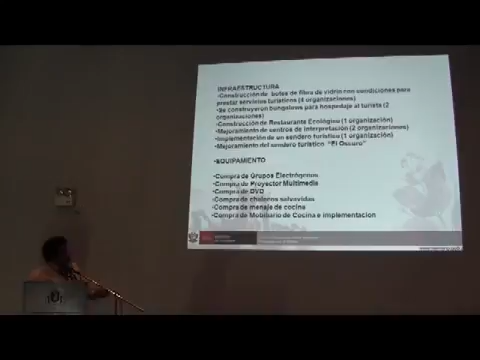 INFRAESTRUCTURA
•Construcción de botes de fibra de vidrio con condiciones para
prestar servicios turísticos (4 organizaciones)
•Se construyeron bungalows para hospedaje al turista (2
organizaciones)
•Construcción de Restaurante Ecológico (1 organización)
•Mejoramiento de centros de interpretación (2 organizaciones)
•Implementación de un sendero turístico (1 organización)
•Mejoramiento del sendero turístico "El Oscuro"
•EQUIPAMIENTO
•Compra de Grupos Electrógenos
•Compra de Proyector Multimedia
•Compra de DVD
•Compra de chalecos salvavidas
•Compra de menaje de cocina
•Compra de Mobiliario de Cocina e implementacion